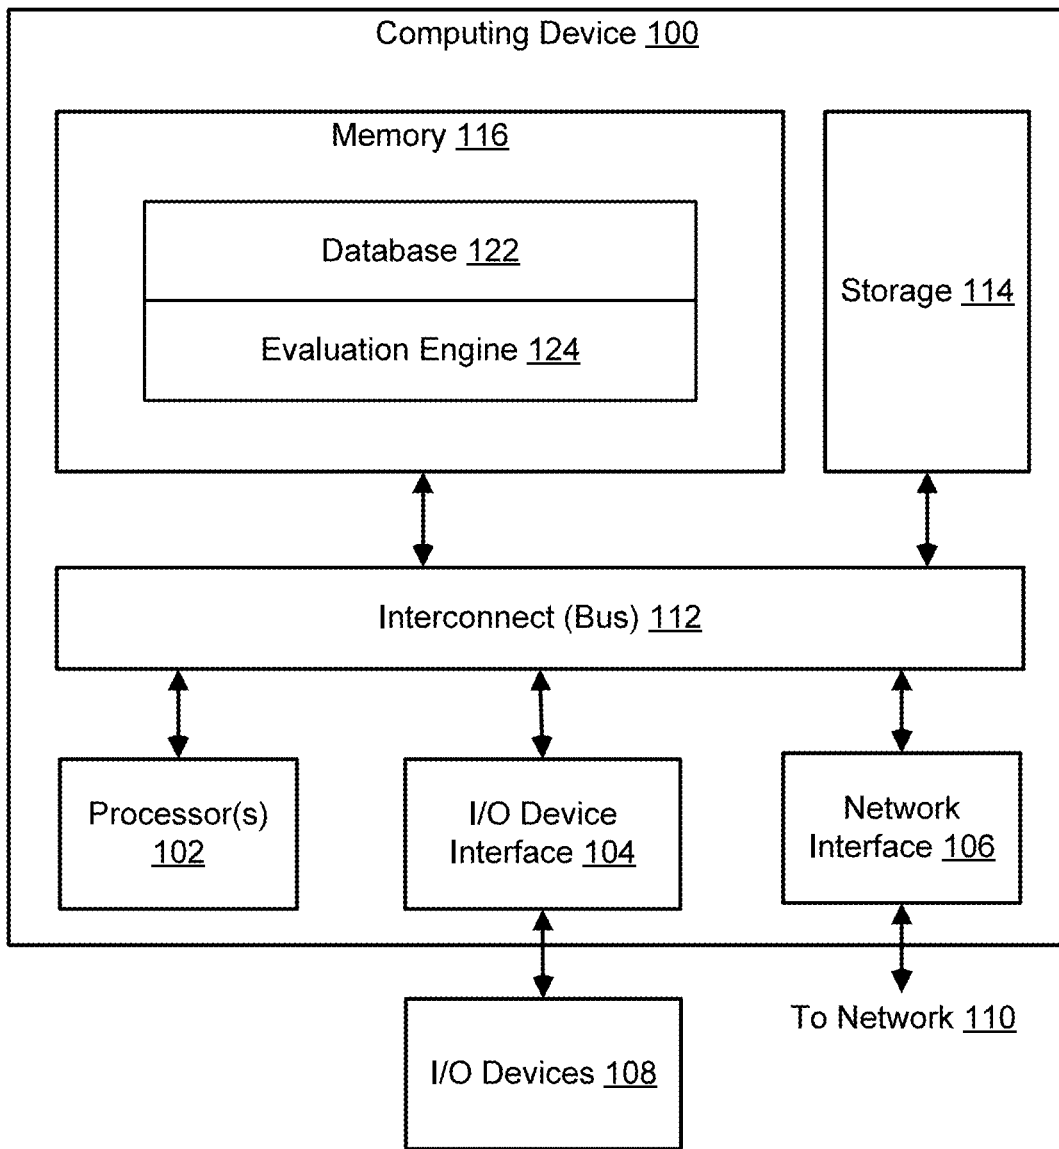 Computing Device 100
Memory 116
Database 122
Evaluation Engine 124
Storage 114
Interconnect (Bus) 112
Processor(s)
102
I/O Device
Interface 104
Network
Interface 106
I/O Devices 108
To Network 110